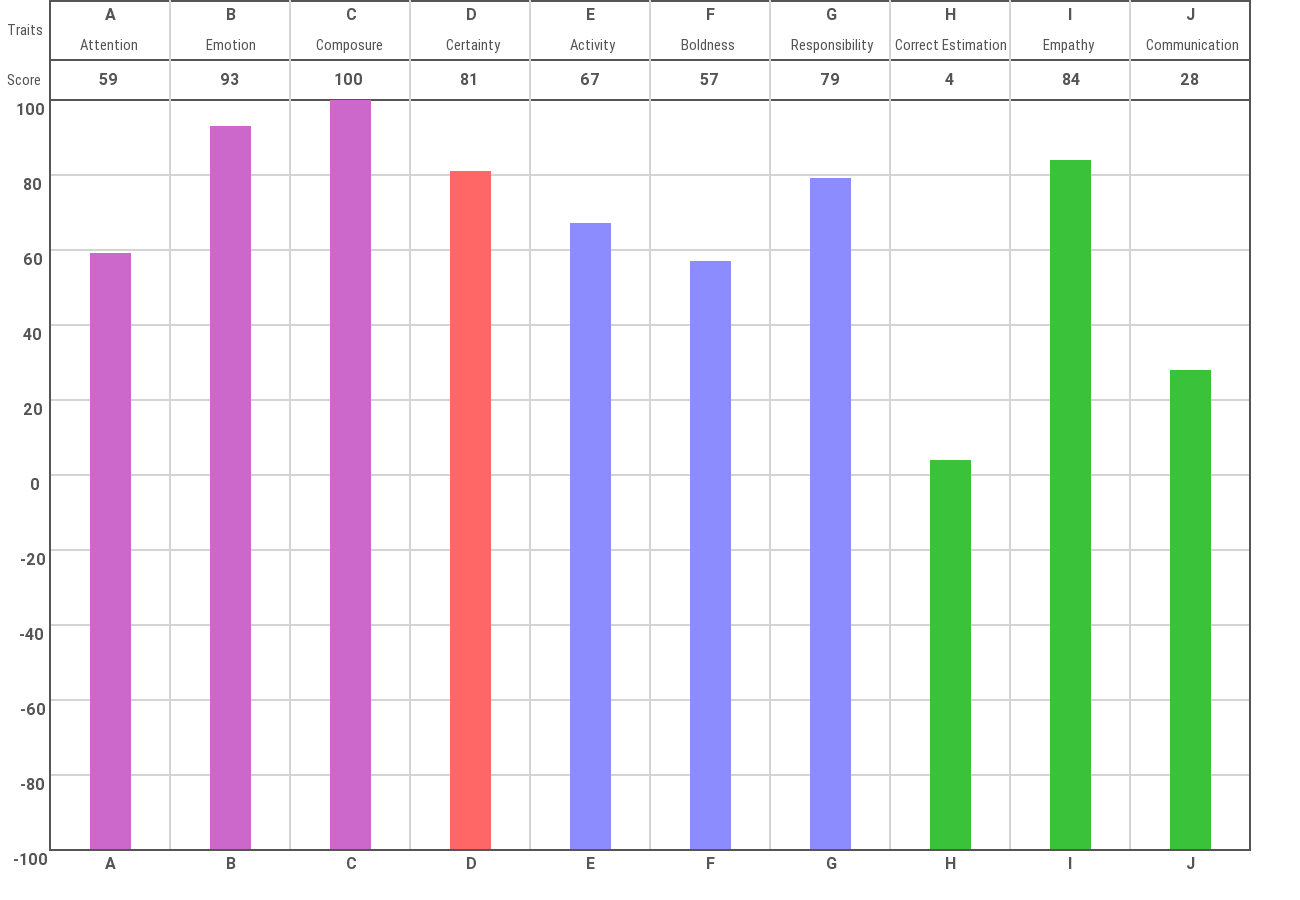 Traits
A B C D E F G H I J
Attention Emotion Composure Certainty Activity Boldness Responsibility Correct Estimation Empathy Communication
Score 59 93 100 81 67 57 79 4 84 28
100
80
60
40
20
0
-20
-40
-60
-80
-100
A B C D E F G H I J